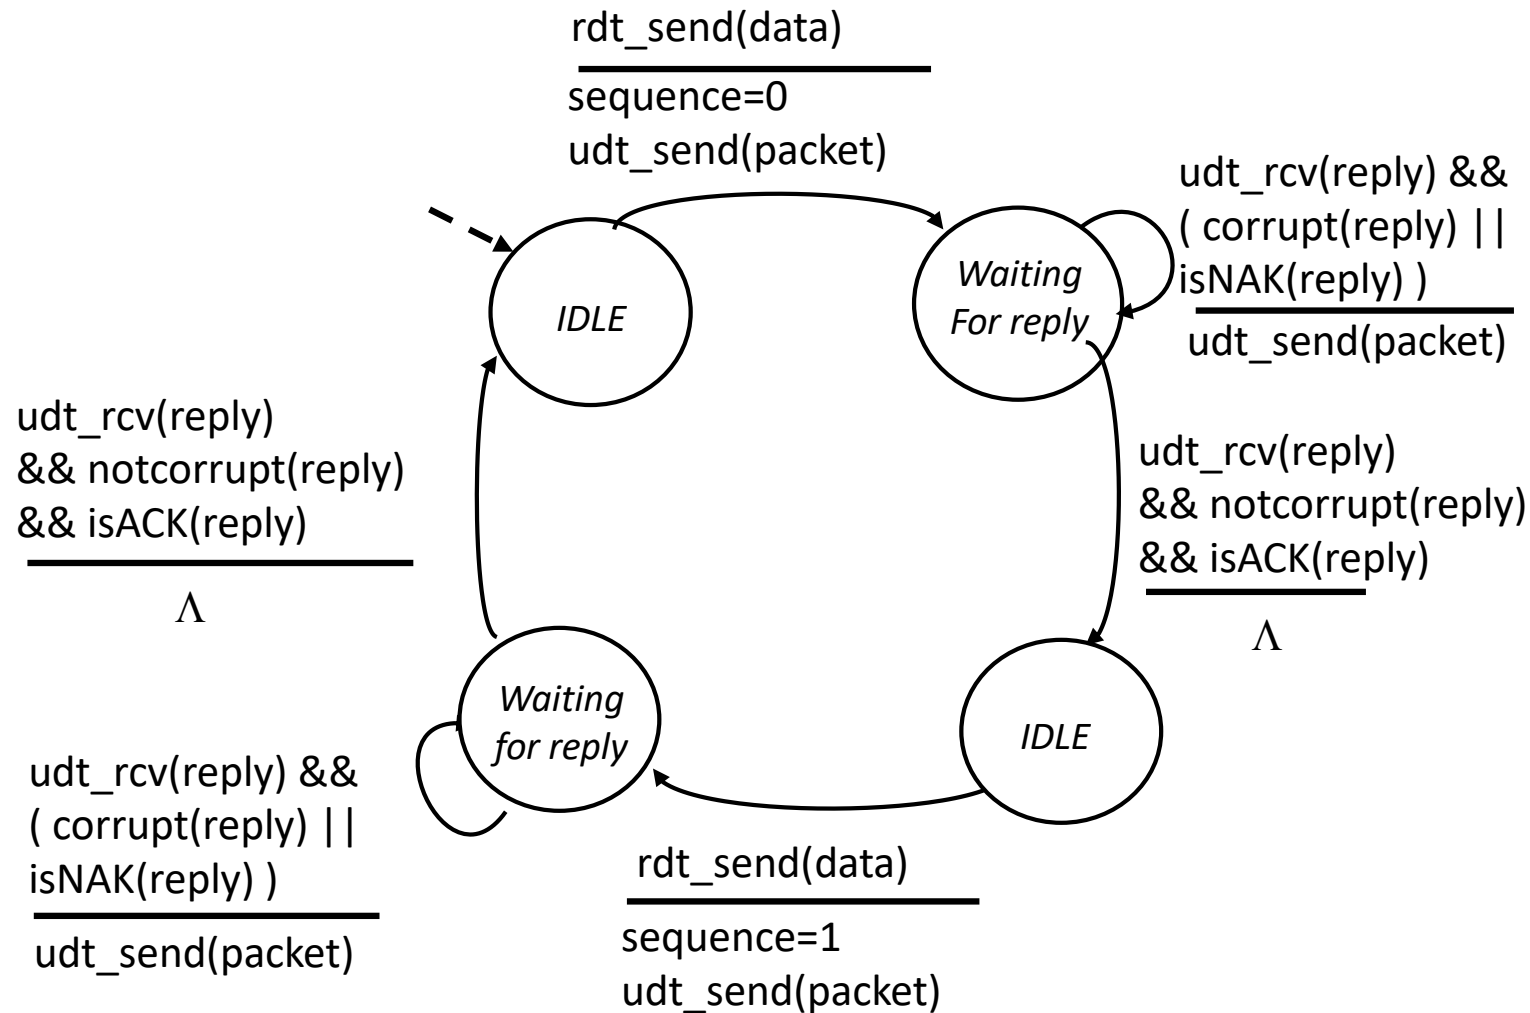 rdt_send(data)
sequence=0
udt_send(packet)
udt_rcv(reply) &&
( corrupt(reply) ||
isNAK(reply) )
udt_send(packet)
Waiting
For reply
IDLE
udt_rcv(reply)
&& notcorrupt(reply)
&& isACK(reply)
Λ
udt_rcv(reply)
&& notcorrupt(reply)
&& isACK(reply)
Λ
Waiting
for reply
IDLE
udt_rcv(reply) &&
( corrupt(reply) ||
isNAK(reply) )
udt_send(packet)
rdt_send(data)
sequence=1
udt_send(packet)